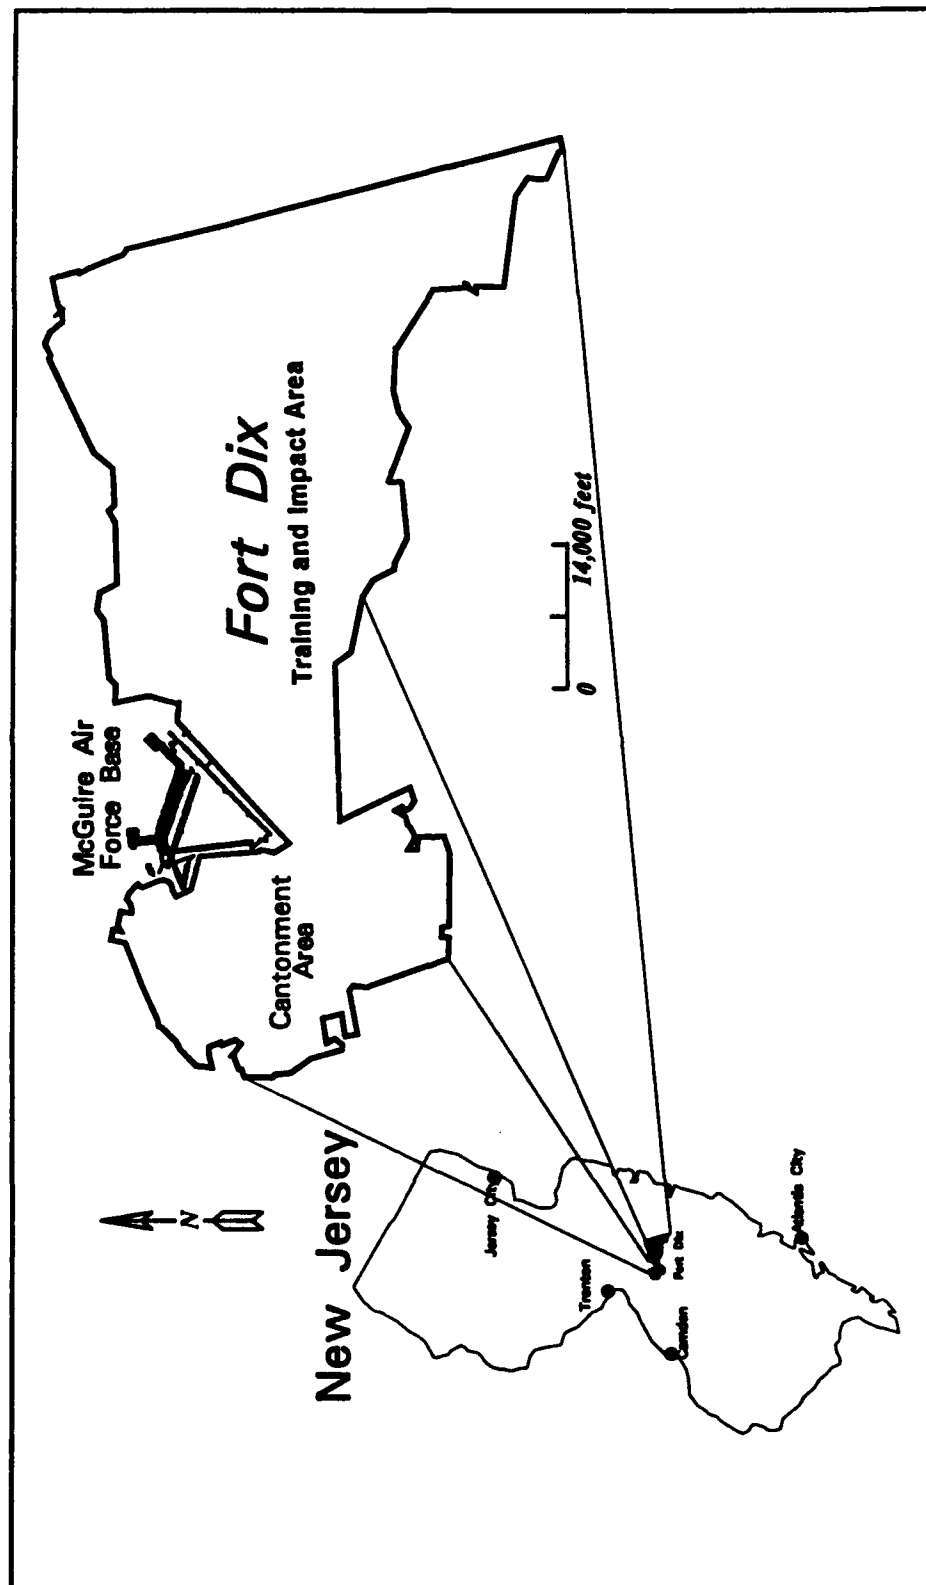 New Jersey
N
McGuire Air
Force Base
Fort Dix
Training and Impact Area
Cantonment
Area
0
14,000 feet
Jersey City
Trenton
Camden
Fort Dix
Atlantic City